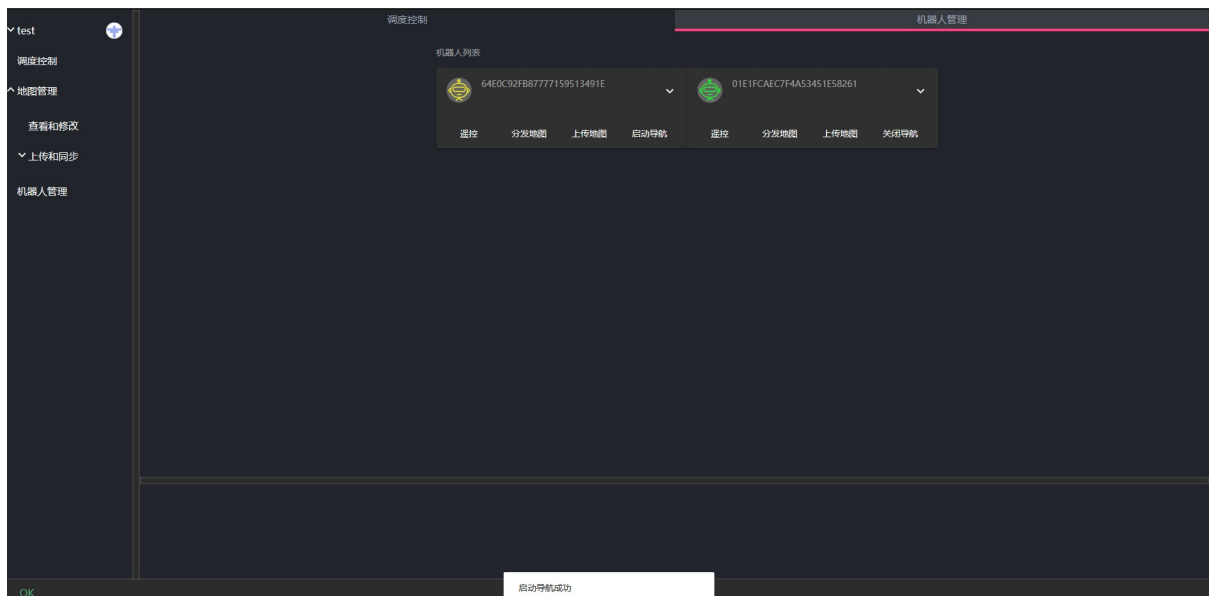 test
调度控制
地图管理
查看和修改
上传和同步
机器人管理
调度控制
机器人管理
机器人列表
64E0C92FB87777159513491E
遥控 分发地图 上传地图 启动导航
01E1FCAEC7F4A53451E58261
遥控 分发地图 上传地图 关闭导航
OK
启动导航成功